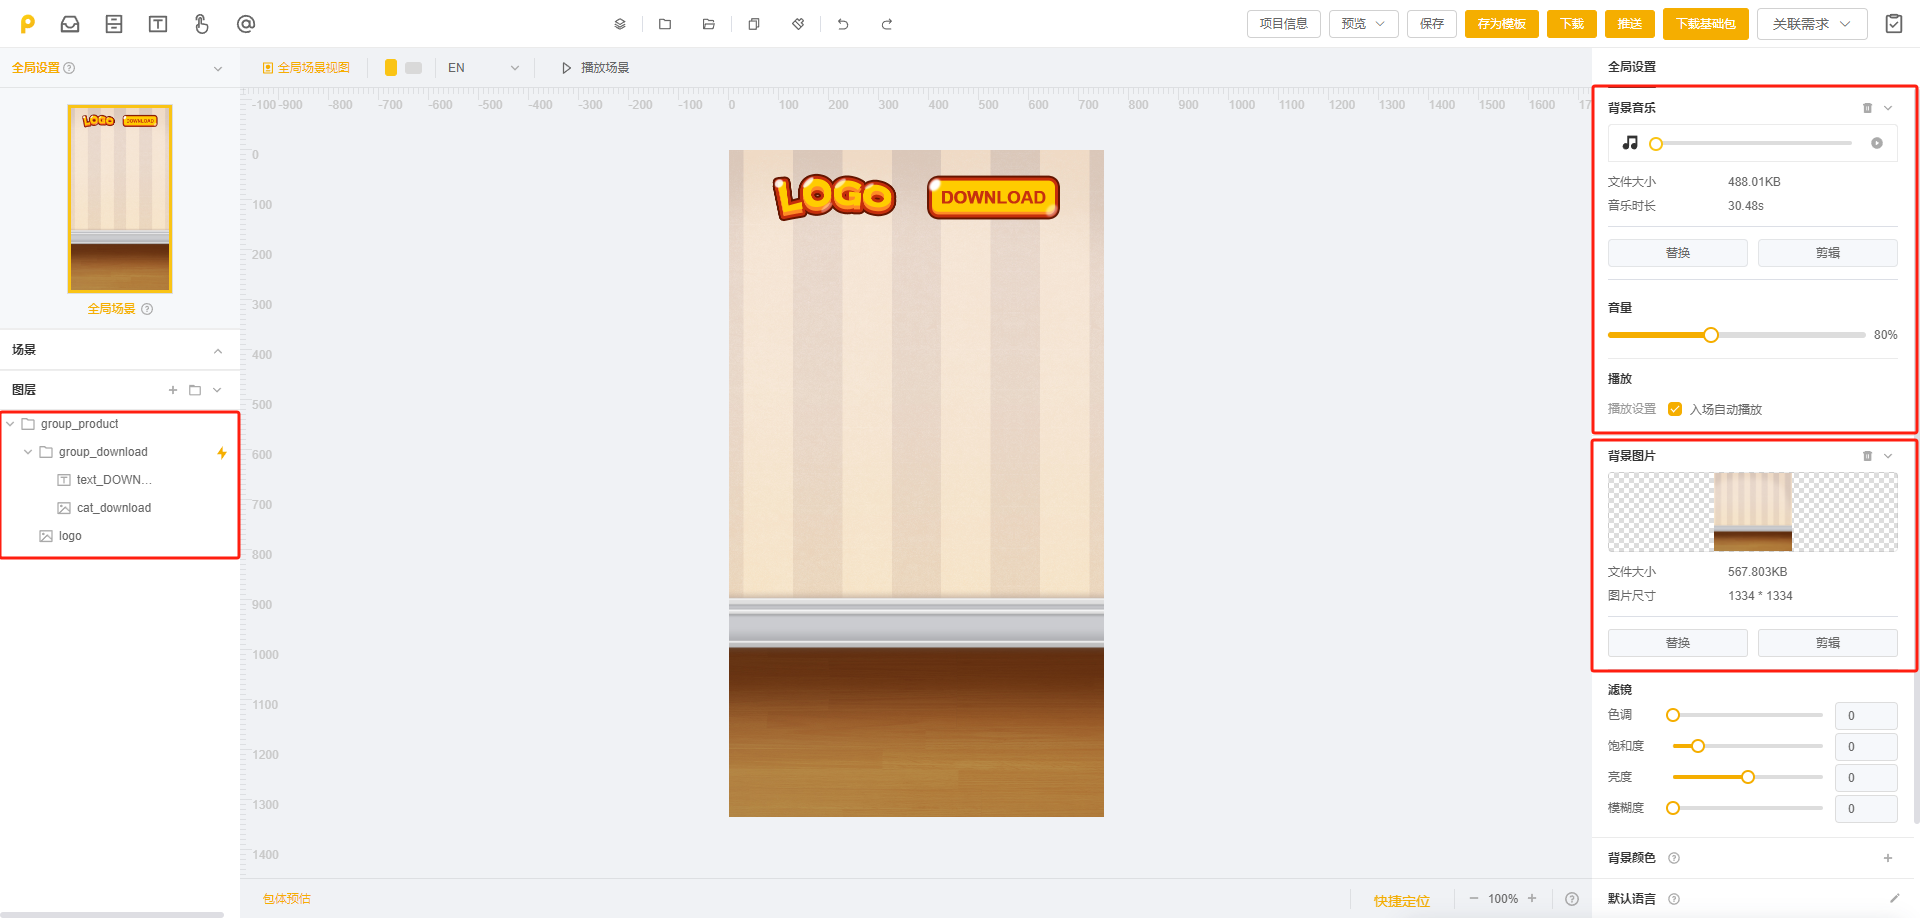 项目信息
预览
保存
存为模板
下载
推送
下载基础包
关联需求
全局设置
全局场景视图
EN
播放场景
全局设置
-100 -900 -800 -700 -600 -500 -400 -300 -200 -100 0 100 200 300 400 500 600 700 800 900 1000 1100 1200 1300 1400 1500 1600 17
LOGO DOWNLOAD
全局场景
场景
图层
group_product
group_download
text_DOWN...
cat_download
logo
0
100
200
300
400
500
600
700
800
900
1000
1100
1200
1300
1400
LOGO
DOWNLOAD
包体预估
快捷定位
100%
背景音乐
文件大小 488.01KB
音乐时长 30.48s
替换 剪辑
音量
80%
播放
播放设置 入场自动播放
背景图片
文件大小 567.803KB
图片尺寸 1334 * 1334
替换 剪辑
滤镜
色调 0
饱和度 0
亮度 0
模糊度 0
背景颜色
默认语言